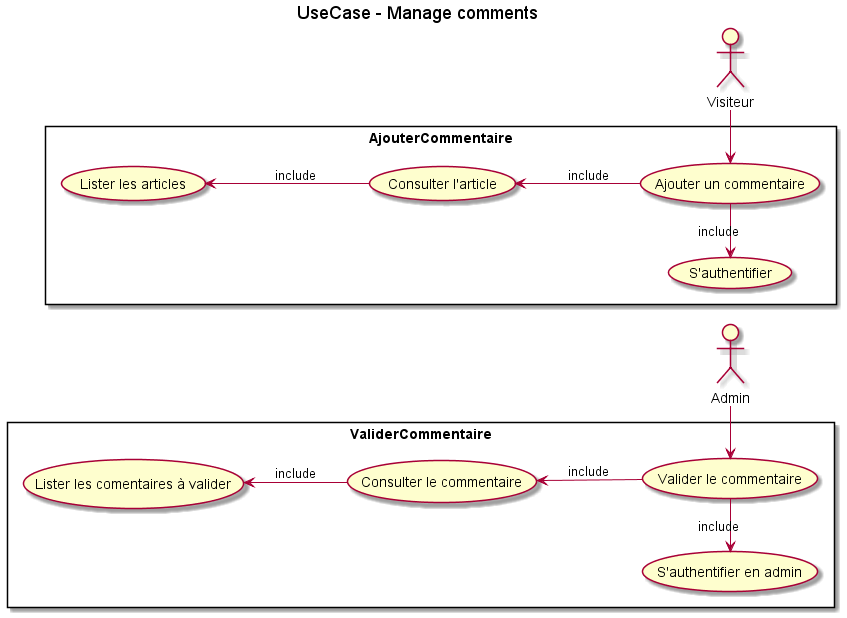 UseCase - Manage comments
Visiteur
AjouterCommentaire
Lister les articles
include
Consulter l'article
include
Ajouter un commentaire
include
S'authentifier
Admin
ValiderCommentaire
Lister les comentaires à valider
include
Consulter le commentaire
include
Valider le commentaire
include
S'authentifier en admin